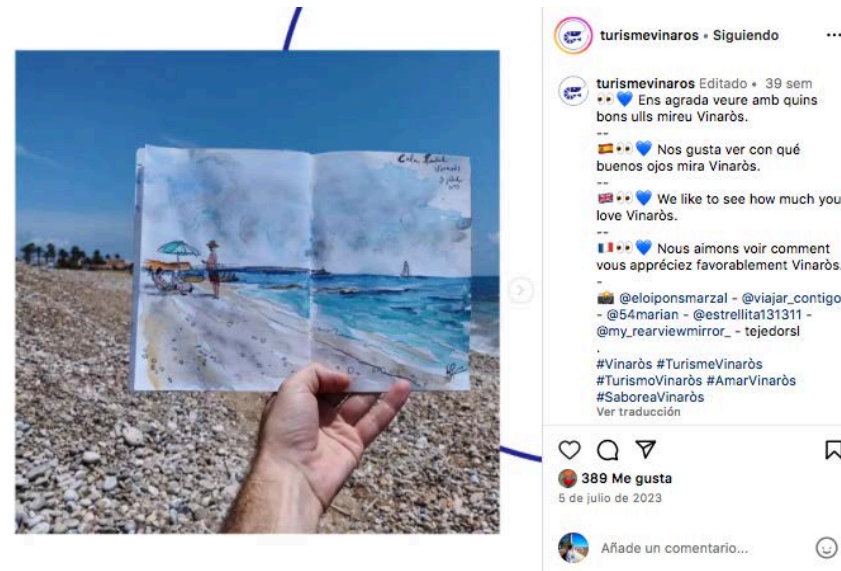 Vinaròs
turismevinaros • Siguiendo
turismevinaros Editado • 39 sem
👀 💙 Ens agrada veure amb quins
bons ulls mireu Vinaròs.
--
🇪🇸👀 💙 Nos gusta ver con qué
buenos ojos mira Vinaròs.
--
🇬🇧👀 💙 We like to see how much you
love Vinaròs.
--
🇫🇷👀 💙 Nous aimons voir comment
vous appréciez favorablement Vinaròs.
-
📸 @eloiponsmarzal - @viajar_contigo
- @54marian - @estrellita131311 -
@my_rearviewmirror_ - tejedorsl
.
#Vinaròs #TurismeVinaròs
#TurismoVinaròs #AmarVinaròs
#SaboreaVinaròs
Ver traducción
389 Me gusta
5 de julio de 2023
Añade un comentario...